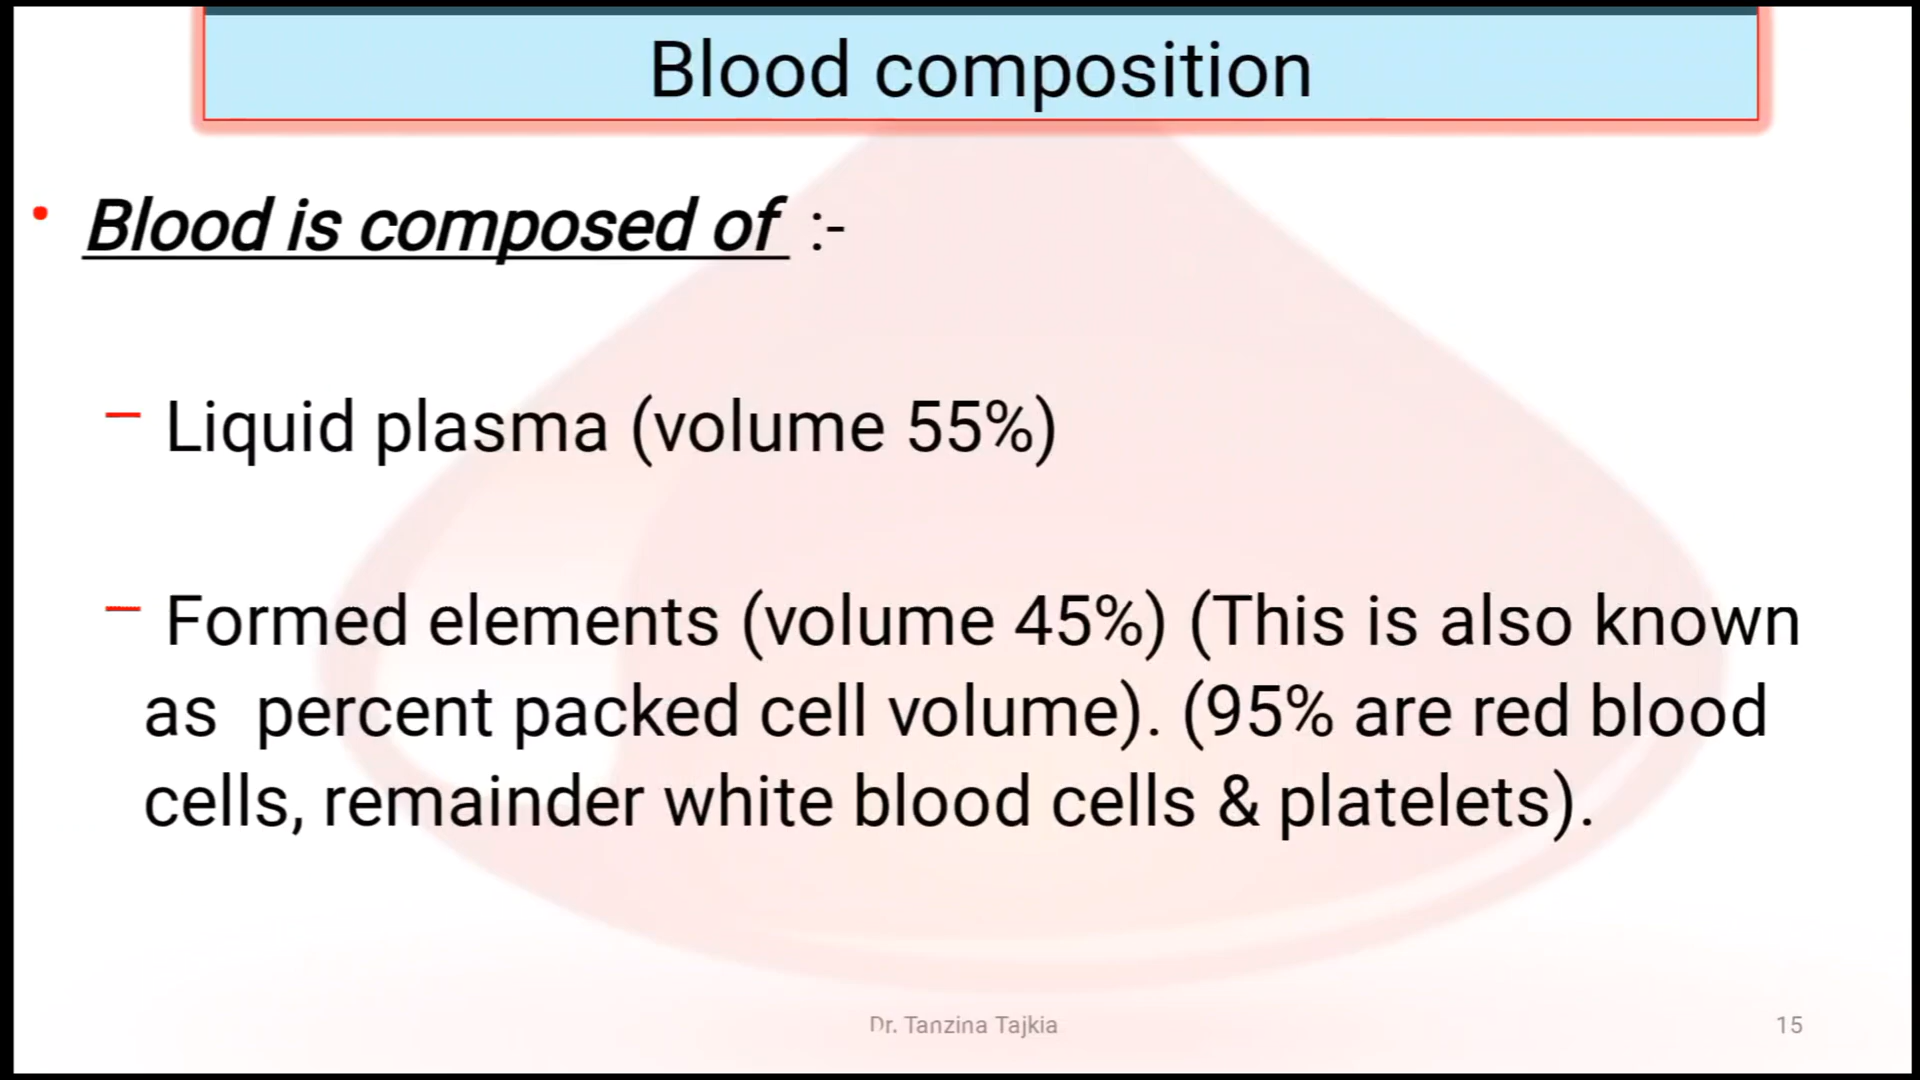 Blood composition
• Blood is composed of :-
– Liquid plasma (volume 55%)
– Formed elements (volume 45%) (This is also known
as  percent packed cell volume). (95% are red blood
cells, remainder white blood cells & platelets).
Dr. Tanzina Tajkia
15